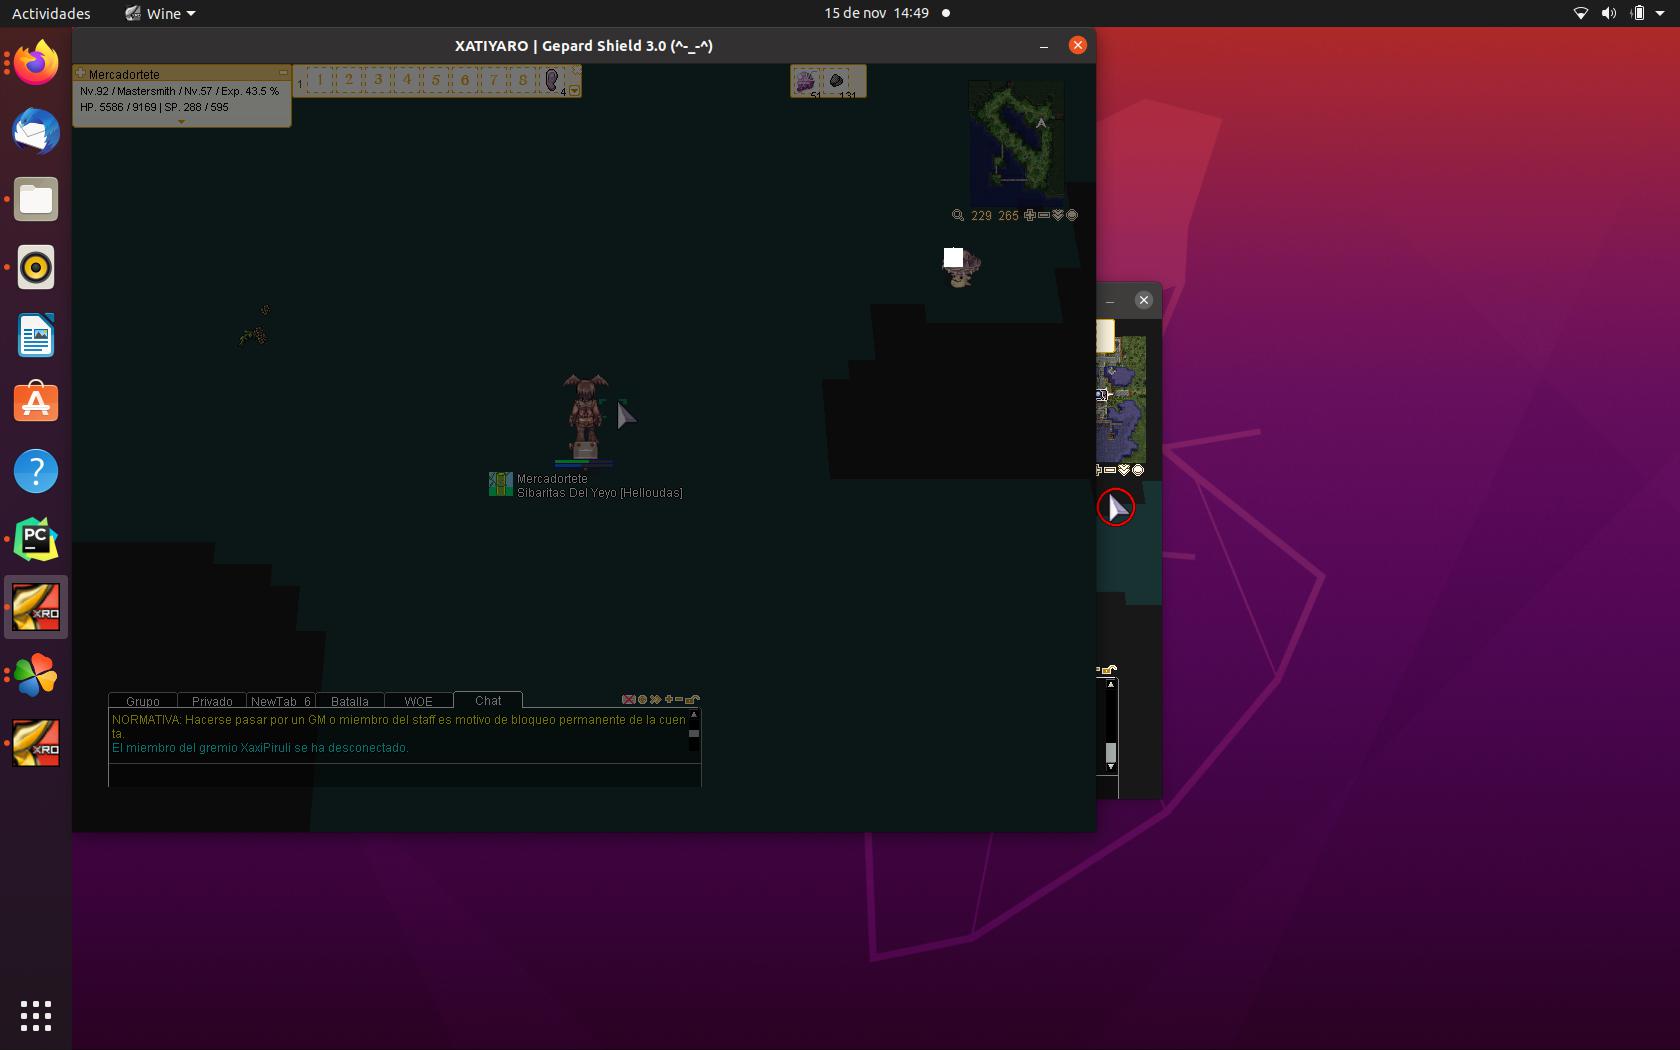 Actividades
Wine
15 de nov 14:49
XATIYARO | Gepard Shield 3.0 (^-_-^)
Mercadortete
Nv.92 / Mastersmith / Nv.57 / Exp. 43.5 %
HP. 5586 / 9169 | SP. 288 / 595
1 1 2 3 4 5 6 7 8 4
51 131
229 265
Mercadortete
Sibaritas Del Yeyo [Helloudas]
Grupo Privado NewTab_6 Batalla WOE Chat
NORMATIVA: Hacerse pasar por un GM o miembro del staff es motivo de bloqueo permanente de la cuen
ta.
El miembro del gremio XaxiPiruli se ha desconectado.
?
PC
XRO
XRO